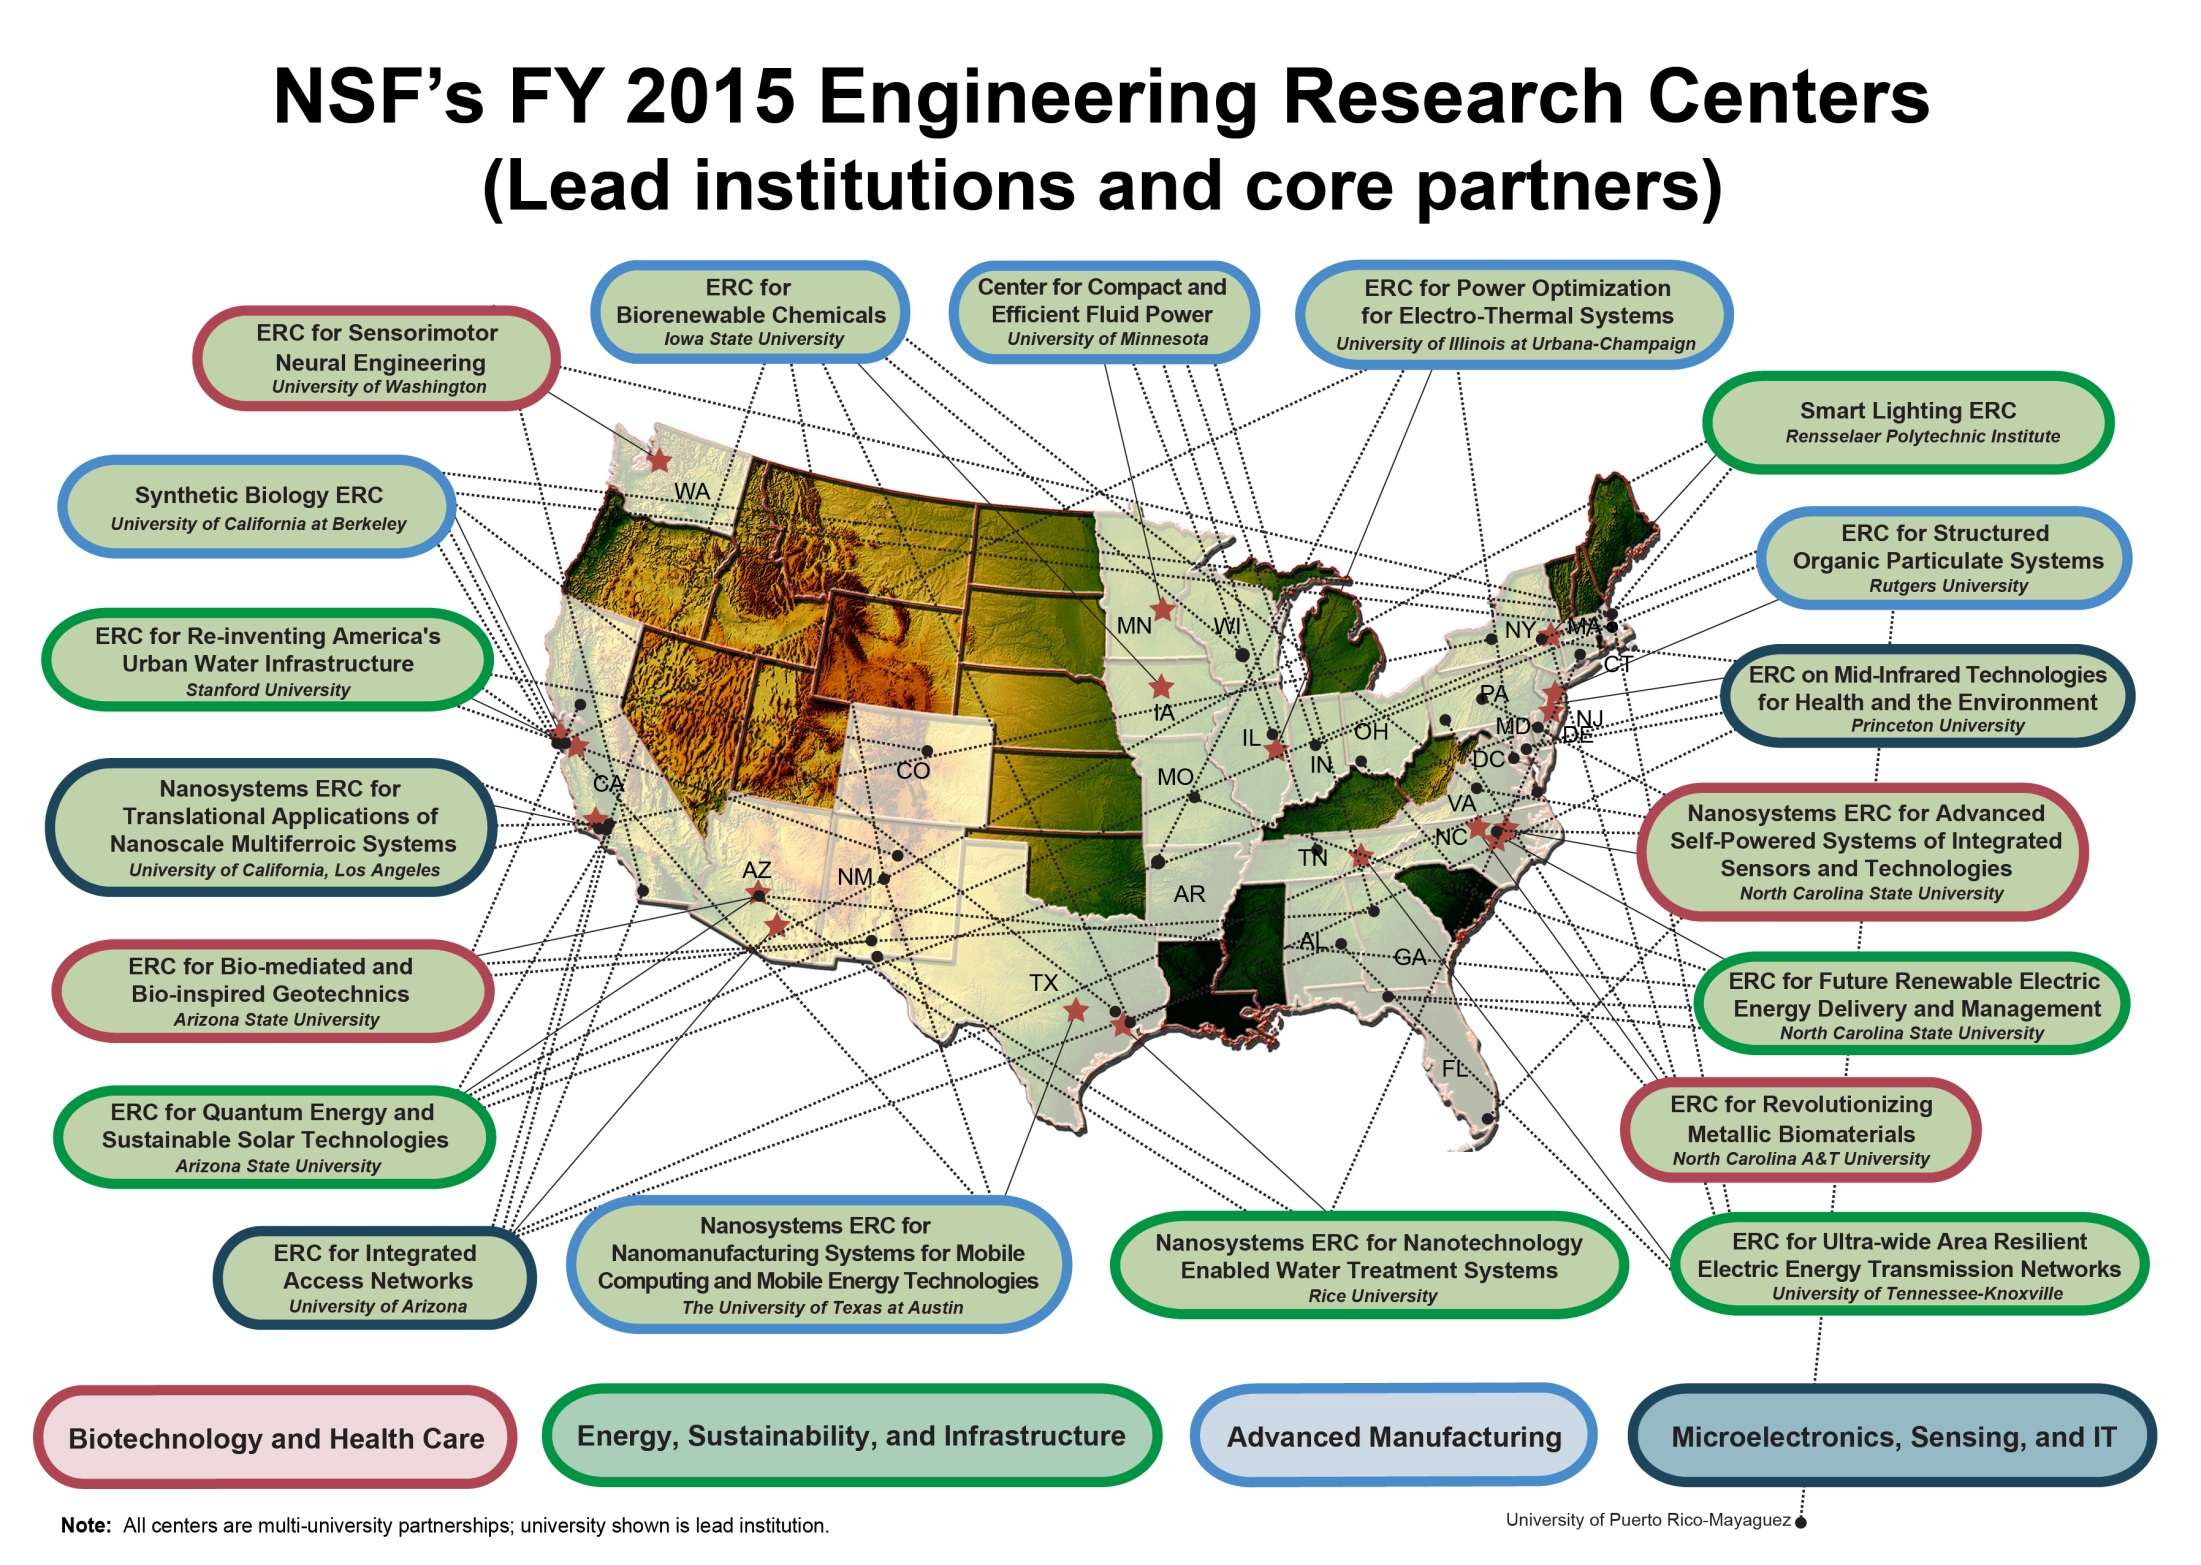 NSF’s FY 2015 Engineering Research Centers
(Lead institutions and core partners)
ERC for Sensorimotor
Neural Engineering
University of Washington
ERC for
Biorenewable Chemicals
Iowa State University
Center for Compact and
Efficient Fluid Power
University of Minnesota
ERC for Power Optimization
for Electro-Thermal Systems
University of Illinois at Urbana-Champaign
Smart Lighting ERC
Rensselaer Polytechnic Institute
Synthetic Biology ERC
University of California at Berkeley
ERC for Structured
Organic Particulate Systems
Rutgers University
ERC for Re-inventing America's
Urban Water Infrastructure
Stanford University
ERC on Mid-Infrared Technologies
for Health and the Environment
Princeton University
Nanosystems ERC for
Translational Applications of
Nanoscale Multiferroic Systems
University of California, Los Angeles
Nanosystems ERC for Advanced
Self-Powered Systems of Integrated
Sensors and Technologies
North Carolina State University
ERC for Bio-mediated and
Bio-inspired Geotechnics
Arizona State University
ERC for Future Renewable Electric
Energy Delivery and Management
North Carolina State University
ERC for Quantum Energy and
Sustainable Solar Technologies
Arizona State University
ERC for Revolutionizing
Metallic Biomaterials
North Carolina A&T University
ERC for Integrated
Access Networks
University of Arizona
Nanosystems ERC for
Nanomanufacturing Systems for Mobile
Computing and Mobile Energy Technologies
The University of Texas at Austin
Nanosystems ERC for Nanotechnology
Enabled Water Treatment Systems
Rice University
ERC for Ultra-wide Area Resilient
Electric Energy Transmission Networks
University of Tennessee-Knoxville
WA
MN
WI
NY
MA
CT
IA
PA
NJ
MD
DE
IL
OH
IN
DC
CO
CA
MO
VA
NC
TN
AZ
NM
AR
AL
GA
TX
FL
Biotechnology and Health Care
Energy, Sustainability, and Infrastructure
Advanced Manufacturing
Microelectronics, Sensing, and IT
Note: All centers are multi-university partnerships; university shown is lead institution.
University of Puerto Rico-Mayaguez